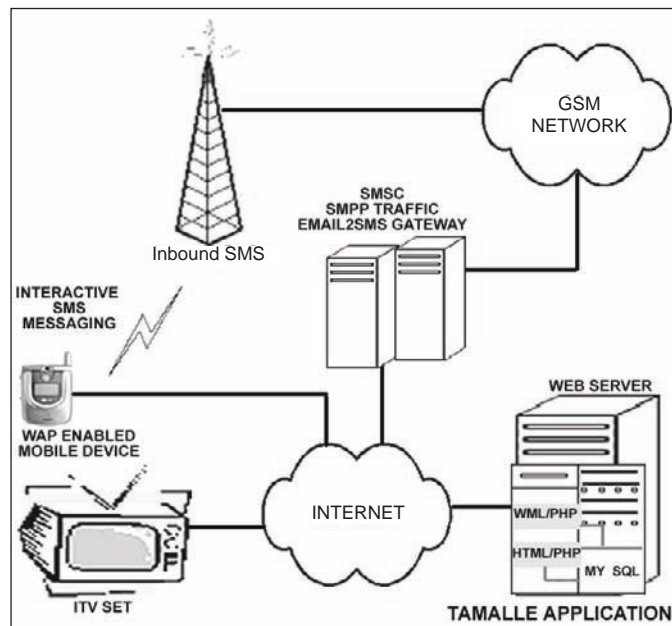 GSM
NETWORK
SMSC
SMPP TRAFFIC
EMAIL2SMS GATEWAY
Inbound SMS
INTERACTIVE
SMS
MESSAGING
WEB SERVER
WAP ENABLED
MOBILE DEVICE
INTERNET
WML/PHP
HTML/PHP
MY SQL
ITV SET
TAMALLE APPLICATION